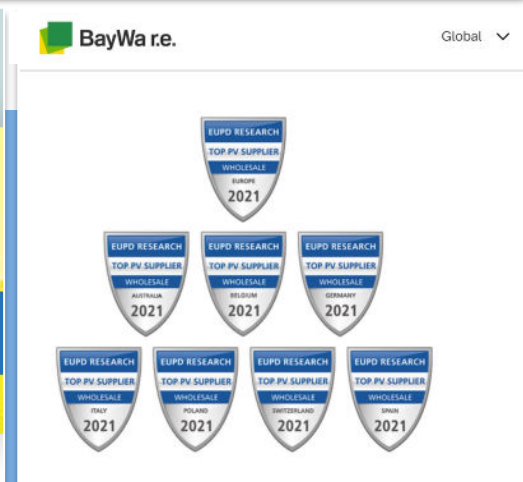 BayWa r.e.
Global
EUPD RESEARCH
TOP PV SUPPLIER
WHOLESALE
EUROPE
2021
EUPD RESEARCH
TOP PV SUPPLIER
WHOLESALE
AUSTRALIA
2021
EUPD RESEARCH
TOP PV SUPPLIER
WHOLESALE
BELGIUM
2021
EUPD RESEARCH
TOP PV SUPPLIER
WHOLESALE
GERMANY
2021
EUPD RESEARCH
TOP PV SUPPLIER
WHOLESALE
ITALY
2021
EUPD RESEARCH
TOP PV SUPPLIER
WHOLESALE
POLAND
2021
EUPD RESEARCH
TOP PV SUPPLIER
WHOLESALE
SWITZERLAND
2021
EUPD RESEARCH
TOP PV SUPPLIER
WHOLESALE
SPAIN
2021